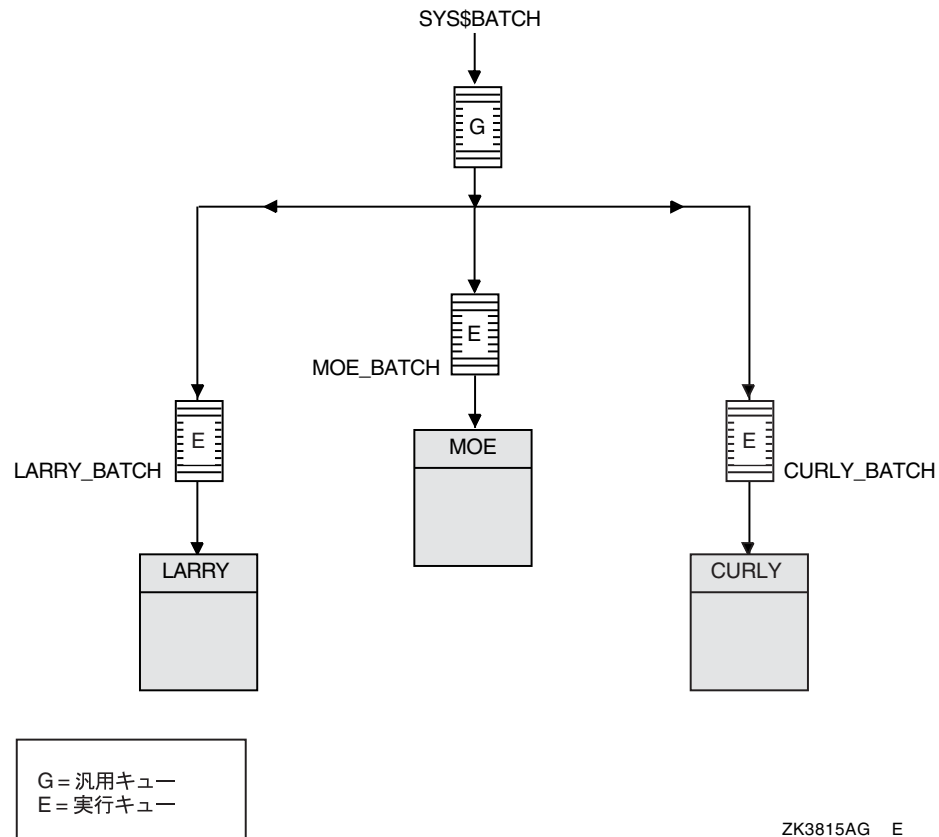 SYS$BATCH
G
E
MOE_BATCH
MOE
E
LARRY_BATCH
E
CURLY_BATCH
LARRY
CURLY
G = 汎用キュー
E = 実行キュー
ZK3815AG E